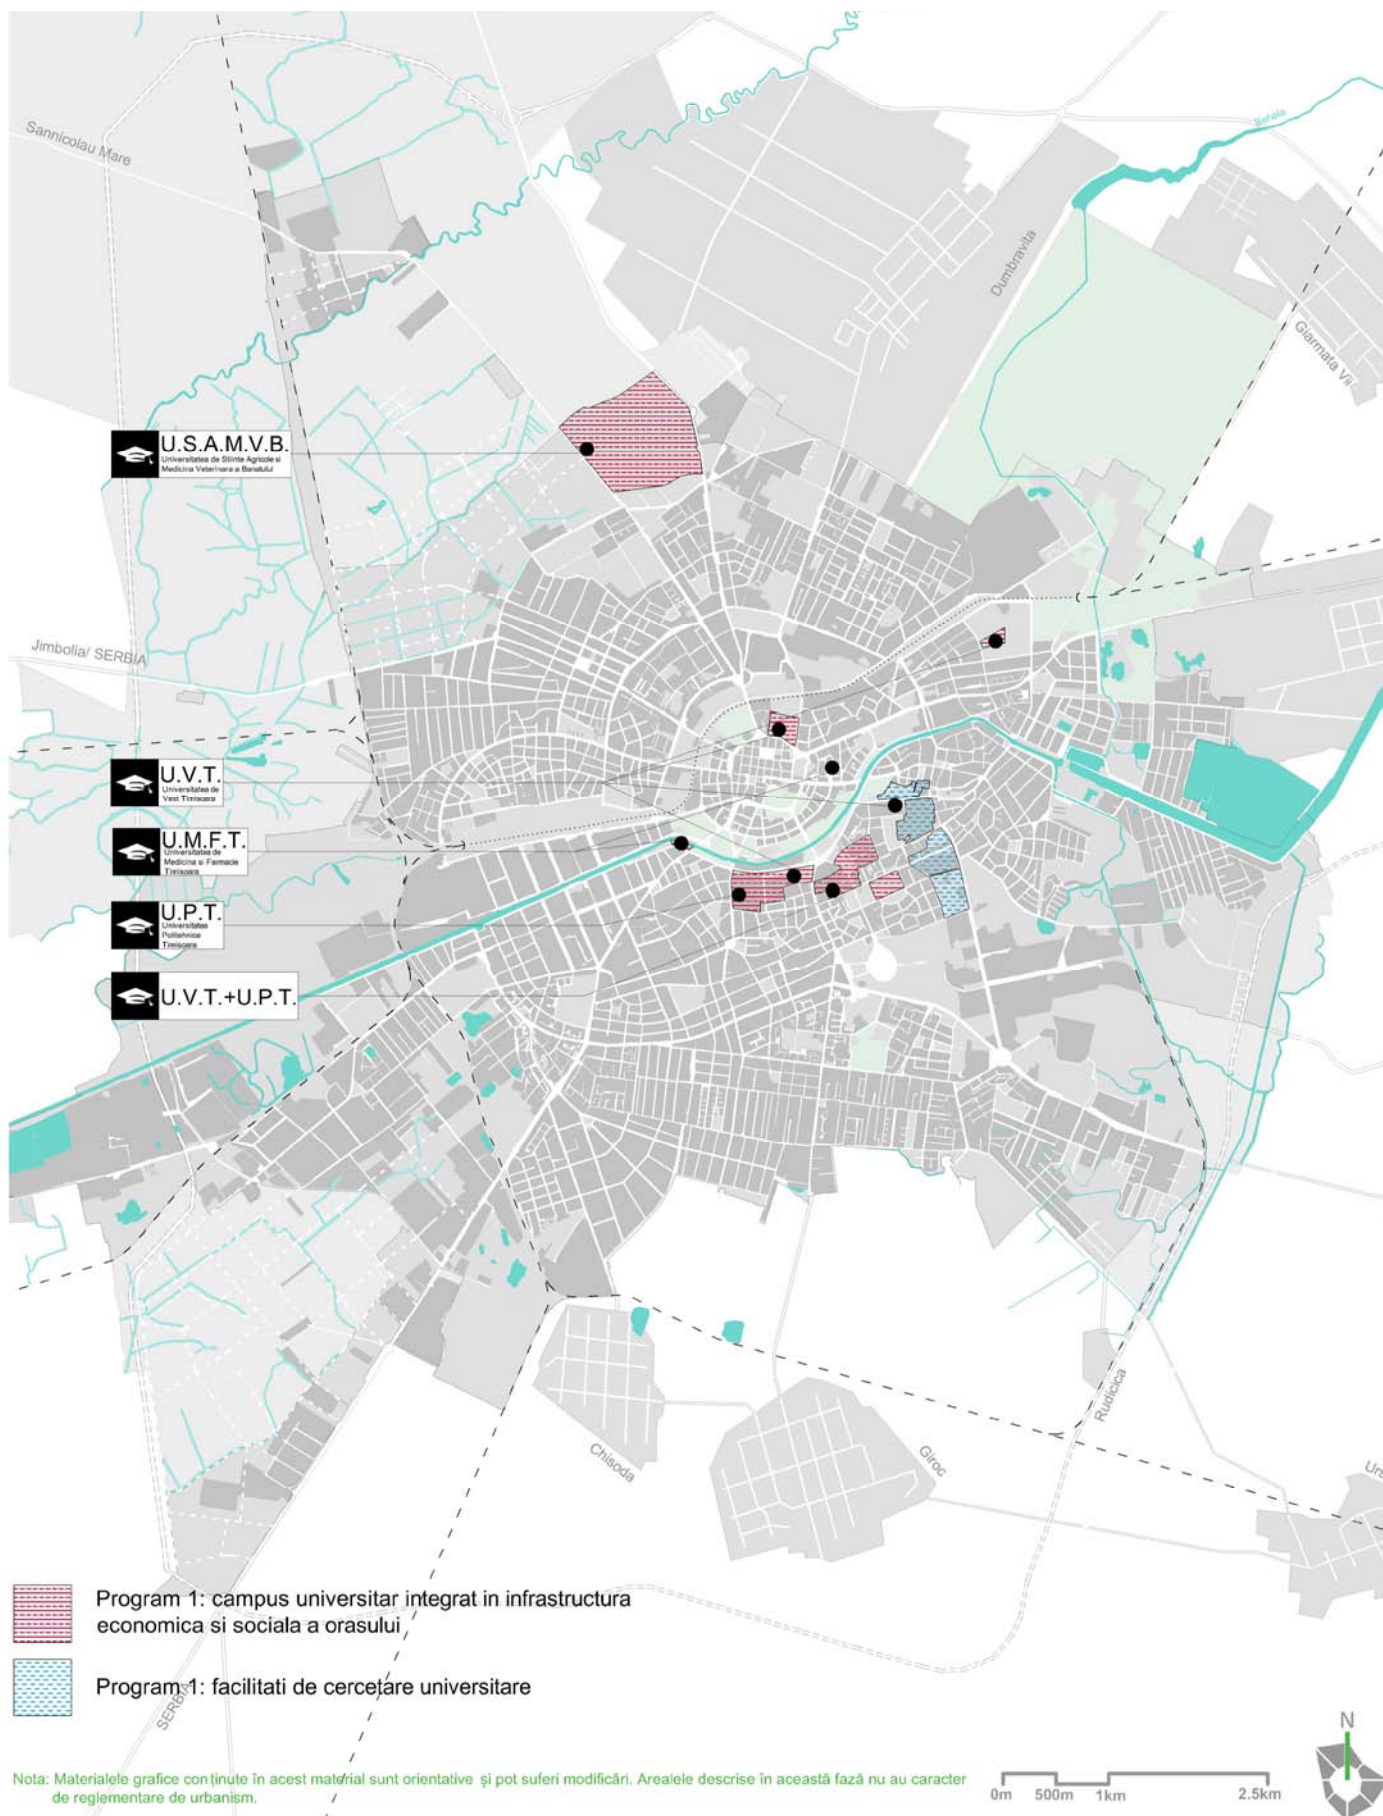 Behela
Sannicolau Mare
Dumbravita
Giarmata VII
U.S.A.M.V.B.
Universitatea de Stiinte Agricole si
Medicina Veterinara a Banatului
Jimbolia/ SERBIA
U.V.T.
Universitatea de
Vest Timisoara
U.M.F.T.
Universitatea de
Medicina si Farmacie
Timisoara
U.P.T.
Universitatea
Politehnica
Timisoara
U.V.T.+U.P.T.
Rudicica
Chisoda
Giroc
Urs
Program 1: campus universitar integrat in infrastructura
economica si sociala a orasului
Program 1: facilitati de cercetare universitare
SERBIA
N
Nota: Materialele grafice conținute în acest material sunt orientative și pot suferi modificări. Arealele descrise în această fază nu au caracter
de reglementare de urbanism.
0m 500m 1km 2.5km